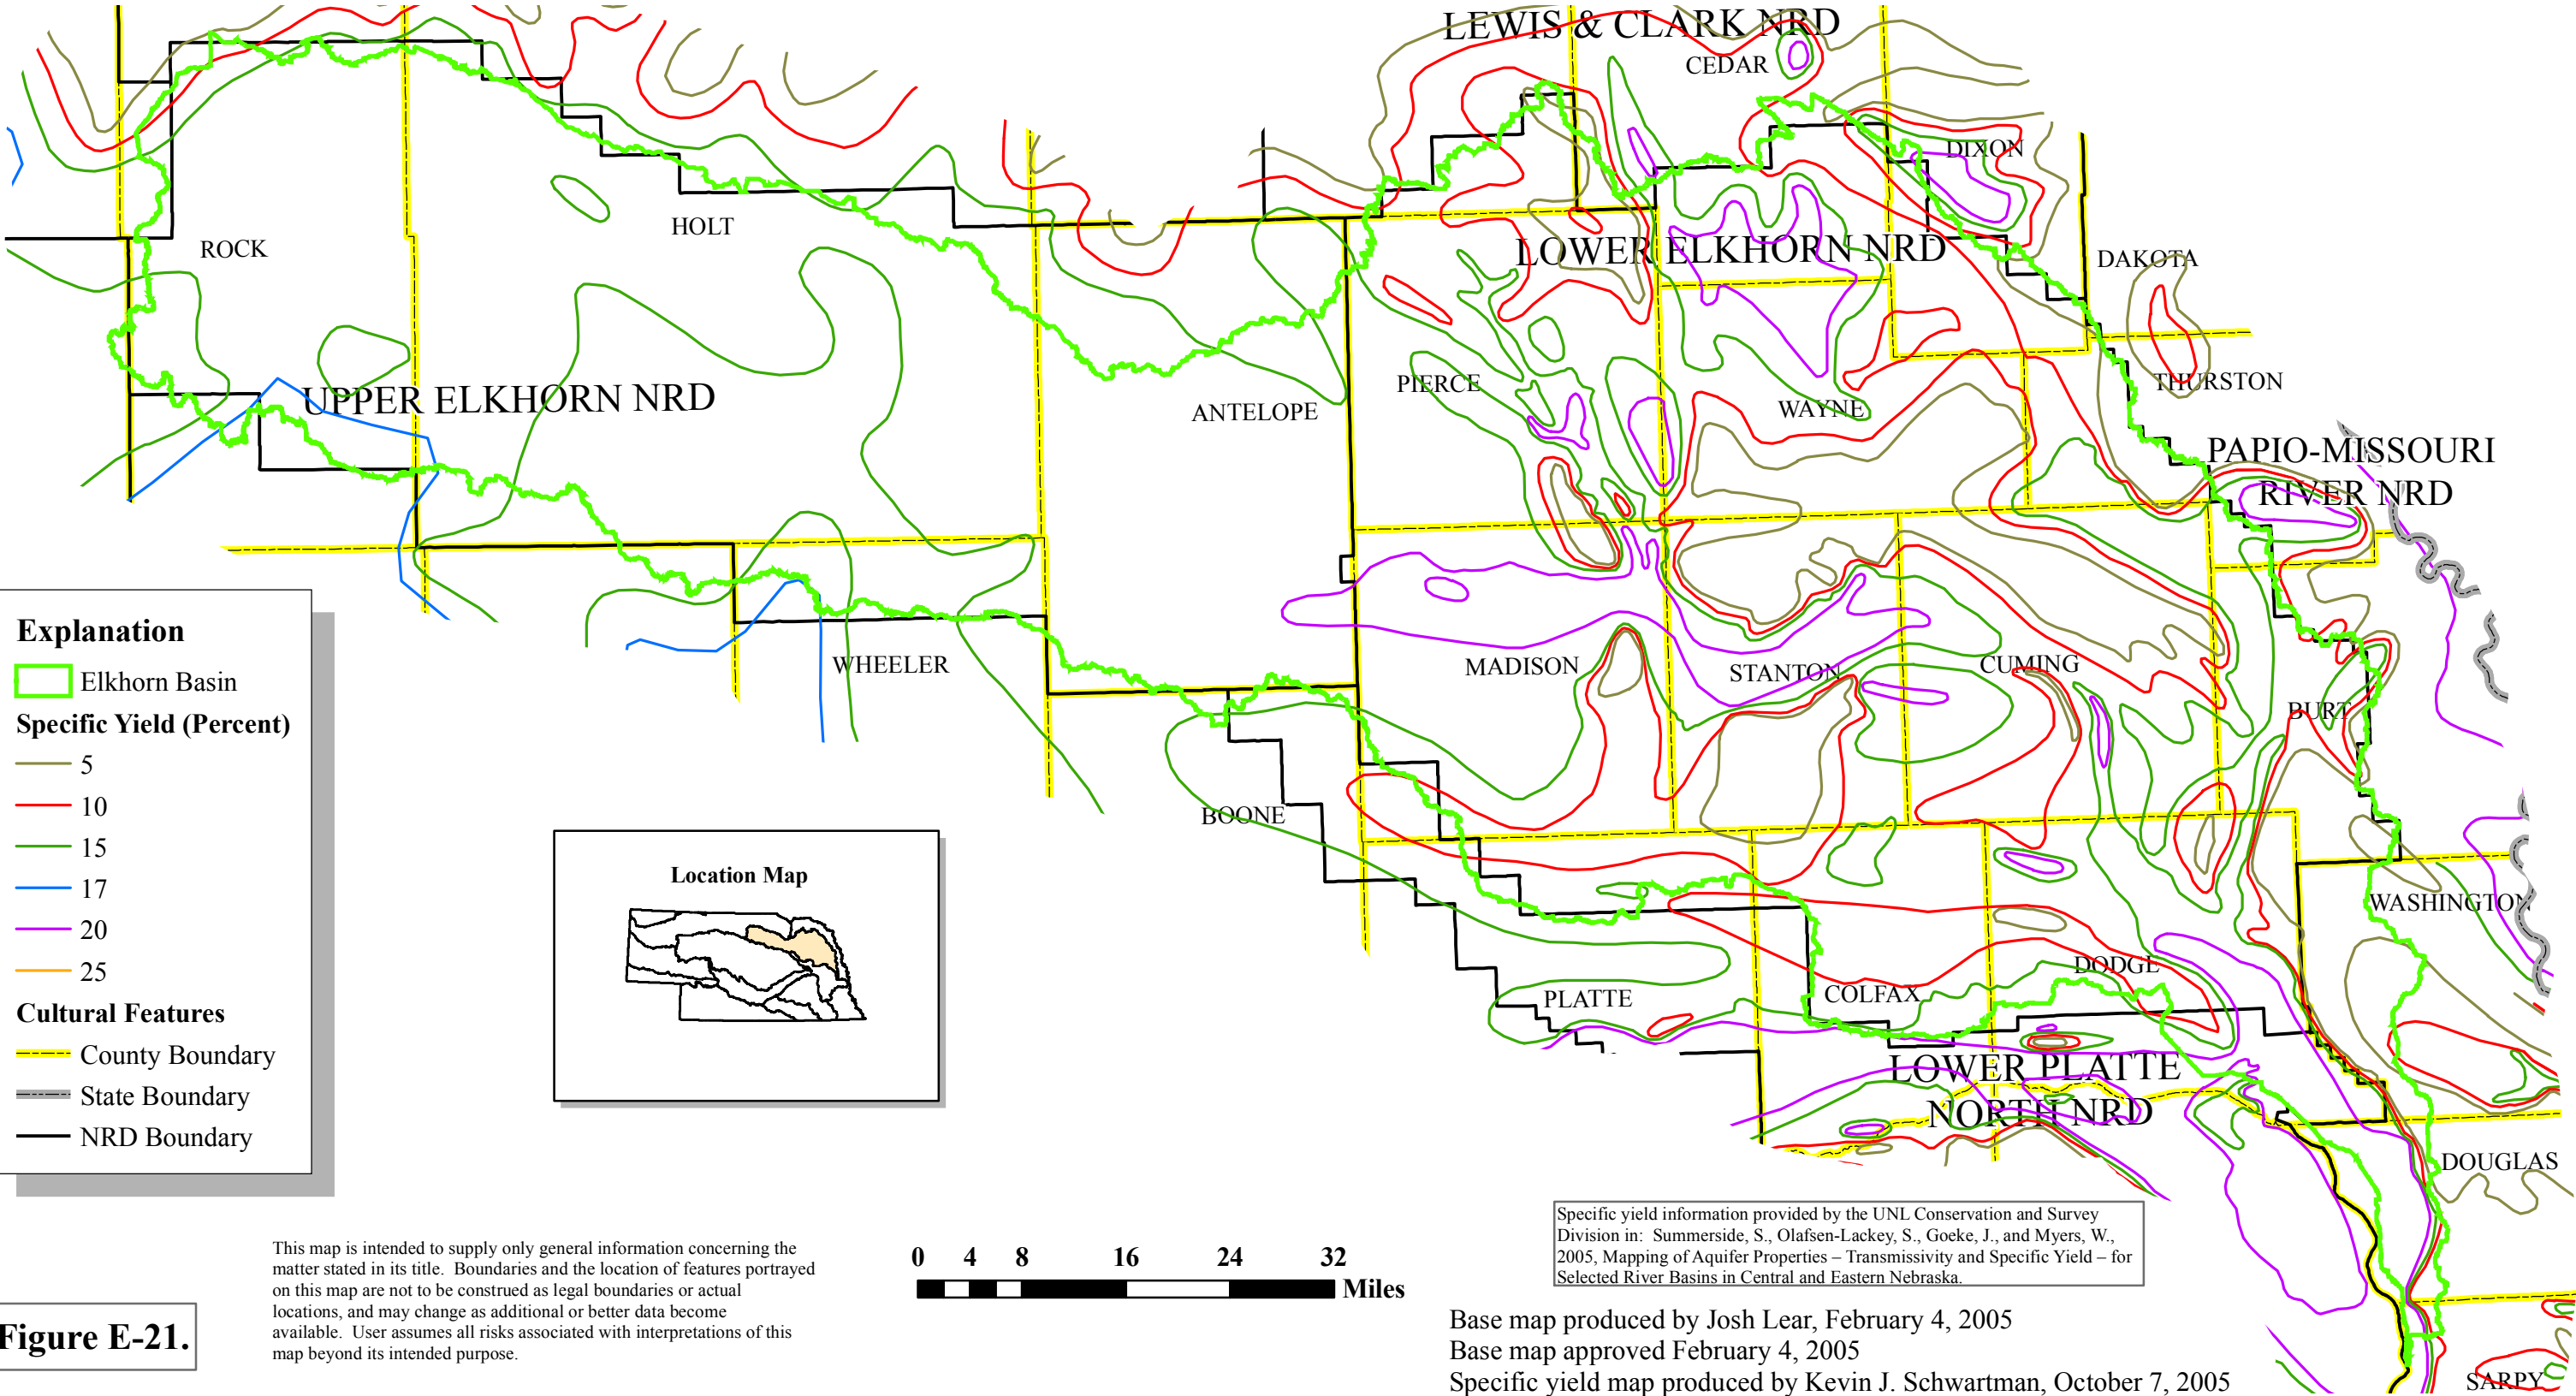 LEWIS & CLARK NRD
CEDAR
DIXON
ROCK
HOLT
LOWER ELKHORN NRD
DAKOTA
UPPER ELKHORN NRD
ANTELOPE
PIERCE
WAYNE
THURSTON
PAPIO-MISSOURI
RIVER NRD
WHEELER
MADISON
STANTON
CUMING
BURT
BOONE
WASHINGTON
PLATTE
COLFAX
DODGE
LOWER PLATTE
NORTH NRD
DOUGLAS
SARPY
Explanation
Elkhorn Basin
Specific Yield (Percent)
5
10
15
17
20
25
Cultural Features
County Boundary
State Boundary
NRD Boundary
Location Map
Figure E-21.
This map is intended to supply only general information concerning the
matter stated in its title.  Boundaries and the location of features portrayed
on this map are not to be construed as legal boundaries or actual
locations, and may change as additional or better data become
available.  User assumes all risks associated with interpretations of this
map beyond its intended purpose.
0 4 8 16 24 32
Miles
Specific yield information provided by the UNL Conservation and Survey
Division in:  Summerside, S., Olafsen-Lackey, S., Goeke, J., and Myers, W.,
2005, Mapping of Aquifer Properties – Transmissivity and Specific Yield – for
Selected River Basins in Central and Eastern Nebraska.
Base map produced by Josh Lear, February 4, 2005
Base map approved February 4, 2005
Specific yield map produced by Kevin J. Schwartman, October 7, 2005